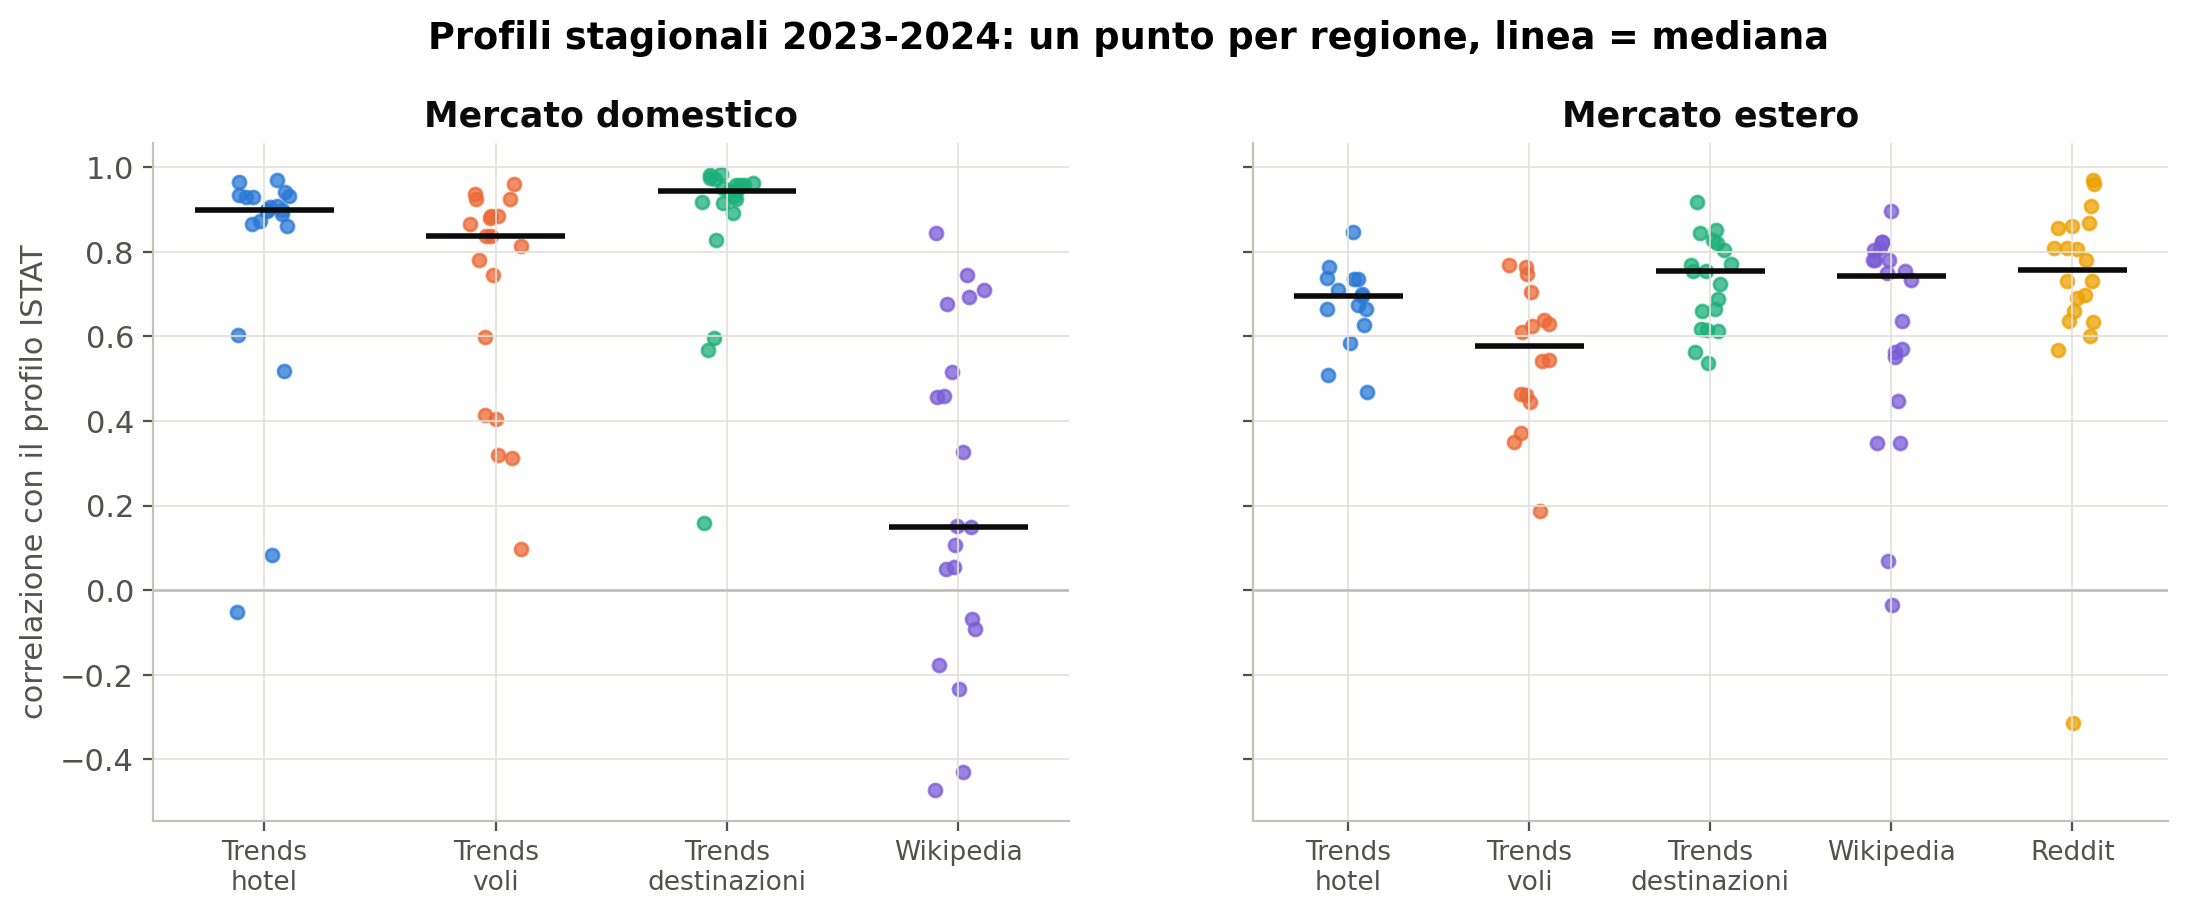 Profili stagionali 2023-2024: un punto per regione, linea = mediana
Mercato domestico
Mercato estero
correlazione con il profilo ISTAT
1.0
0.8
0.6
0.4
0.2
0.0
−0.2
−0.4
Trends
hotel
Trends
voli
Trends
destinazioni
Wikipedia
Trends
hotel
Trends
voli
Trends
destinazioni
Wikipedia
Reddit